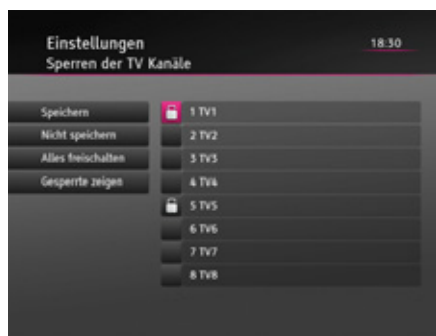 Einstellungen
18:30
Sperren der TV Kanäle
Speichern
Nicht speichern
Alles freischalten
Gesperrte zeigen
1 TV1
2 TV2
3 TV3
4 TV4
5 TV5
6 TV6
7 TV7
8 TV8